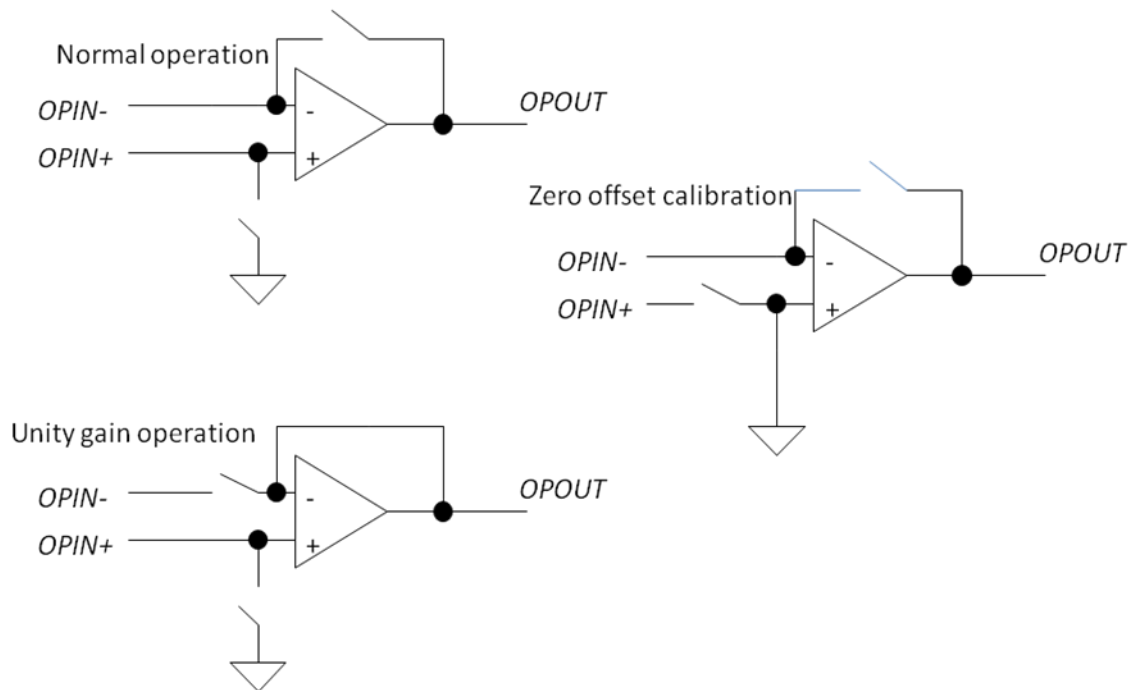 Normal operation
OPIN-
OPIN+
-
+
OPOUT
Zero offset calibration
OPIN-
OPIN+
-
+
OPOUT
Unity gain operation
OPIN-
OPIN+
-
+
OPOUT